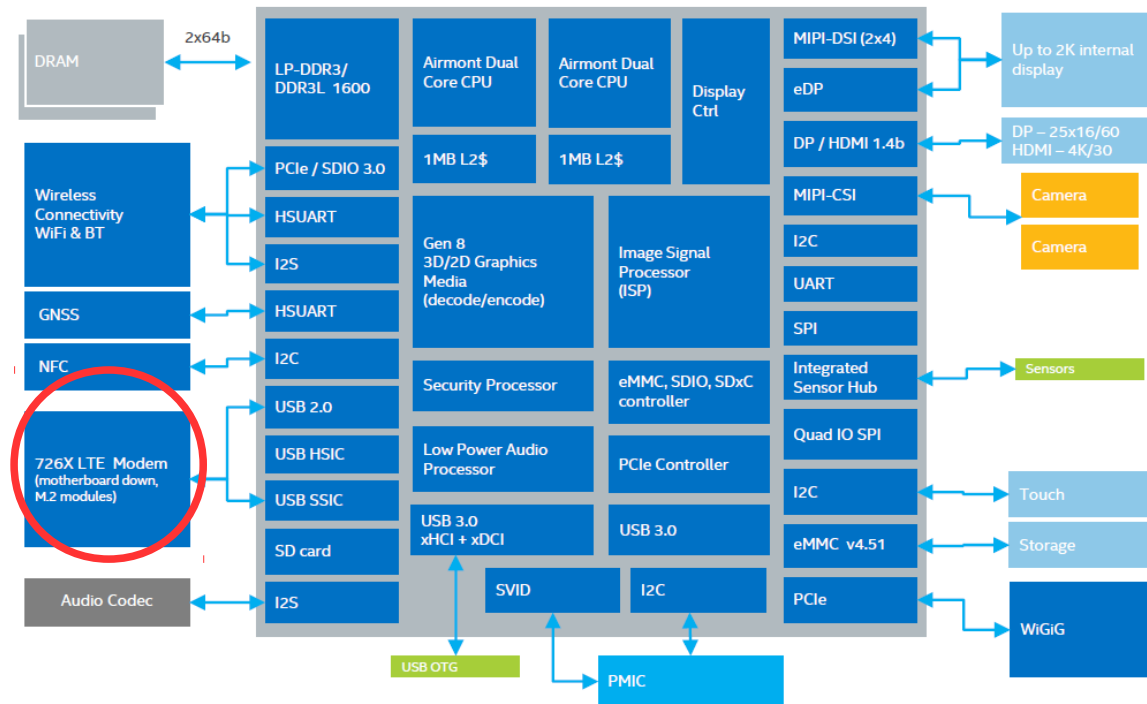 DRAM
2x64b
Wireless
Connectivity
WiFi & BT
GNSS
NFC
726X LTE Modem
(motherboard down,
M.2 modules)
Audio Codec
LP-DDR3/
DDR3L 1600
PCIe / SDIO 3.0
HSUART
I2S
HSUART
I2C
USB 2.0
USB HSIC
USB SSIC
SD card
I2S
Airmont Dual
Core CPU
Airmont Dual
Core CPU
1MB L2$
1MB L2$
Display
Ctrl
Gen 8
3D/2D Graphics
Media
(decode/encode)
Image Signal
Processor
(ISP)
Security Processor
eMMC, SDIO, SDxC
controller
Low Power Audio
Processor
PCIe Controller
USB 3.0
xHCI + xDCI
USB 3.0
SVID
I2C
USB OTG
PMIC
MIPI-DSI (2x4)
eDP
DP / HDMI 1.4b
MIPI-CSI
I2C
UART
SPI
Integrated
Sensor Hub
Quad IO SPI
I2C
eMMC v4.51
PCIe
Up to 2K internal
display
DP – 25x16/60
HDMI – 4K/30
Camera
Camera
Sensors
Touch
Storage
WiGiG